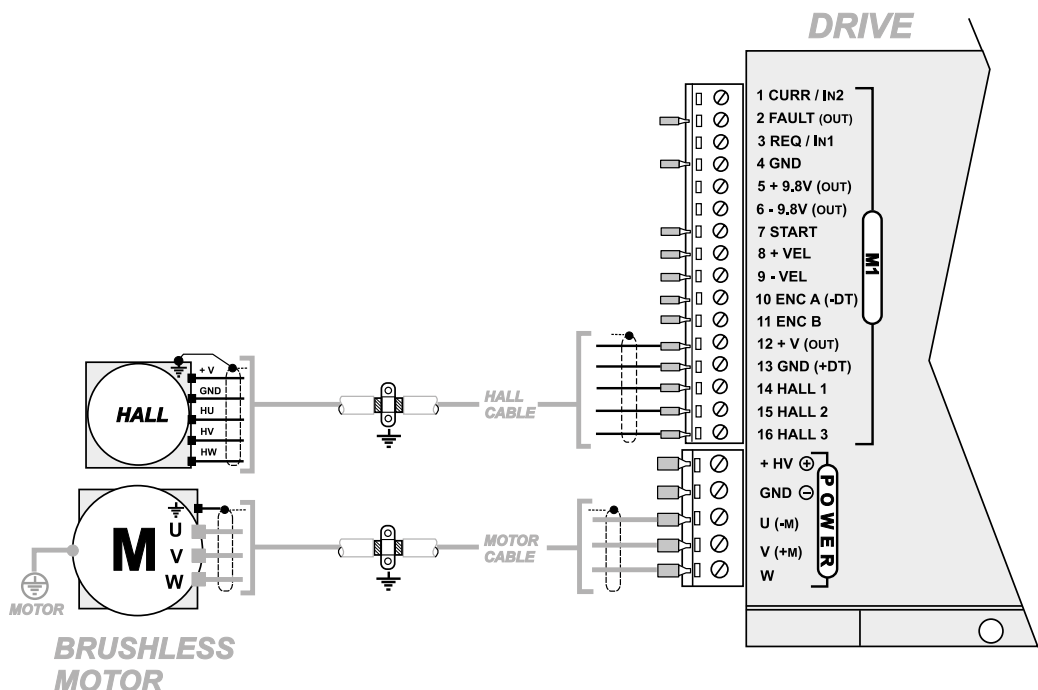 DRIVE
1 CURR / IN2
2 FAULT (OUT)
3 REQ / IN1
4 GND
5 + 9.8V (OUT)
6 - 9.8V (OUT)
7 START
8 + VEL
9 - VEL
10 ENC A (-DT)
11 ENC B
12 + V (OUT)
13 GND (+DT)
14 HALL 1
15 HALL 2
16 HALL 3
M1
+ HV ⊕
GND ⊖
U (-M)
V (+M)
W
POWER
HALL
+ V
GND
HU
HV
HW
HALL
CABLE
M
U
V
W
MOTOR
CABLE
MOTOR
BRUSHLESS
MOTOR